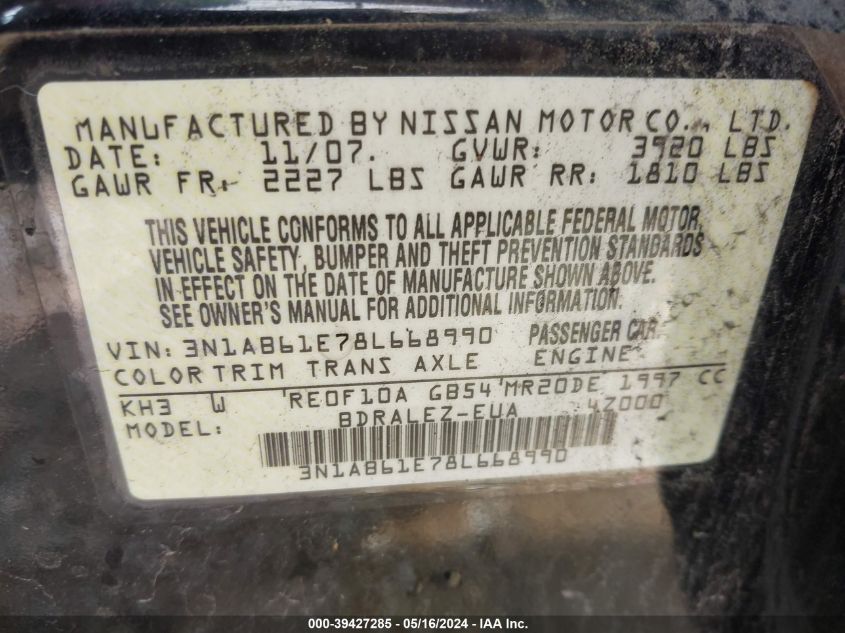 MANUFACTURED BY NISSAN MOTOR CO., LTD.
DATE: 11/07. GVWR: 3920 LBS
GAWR FR: 2227 LBS GAWR RR: 1810 LBS
THIS VEHICLE CONFORMS TO ALL APPLICABLE FEDERAL MOTOR
VEHICLE SAFETY, BUMPER AND THEFT PREVENTION STANDARDS
IN EFFECT ON THE DATE OF MANUFACTURE SHOWN ABOVE.
SEE OWNER'S MANUAL FOR ADDITIONAL INFORMATION.
VIN: 3N1AB61E78L668990 PASSENGER CAR
COLOR TRIM TRANS AXLE ENGINE
KH3 W RE0F10A GB54 MR20DE 1997 CC
MODEL: BDRALEZ-EUA 4Z000
3N1AB61E78L668990
000-39427285 - 05/16/2024 - IAA Inc.